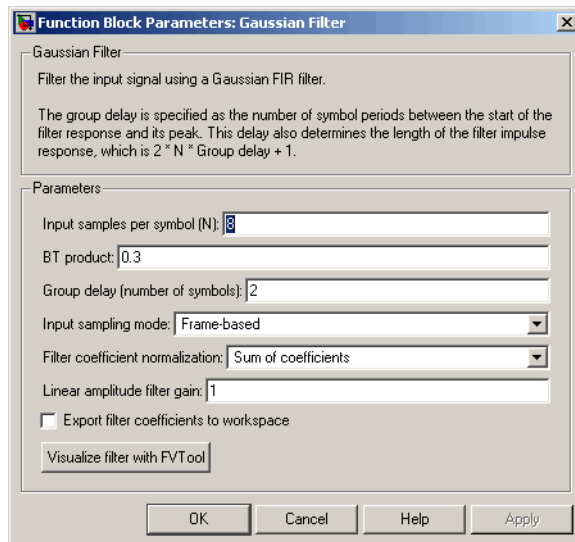 Function Block Parameters: Gaussian Filter
Gaussian Filter
Filter the input signal using a Gaussian FIR filter.
The group delay is specified as the number of symbol periods between the start of the
filter response and its peak. This delay also determines the length of the filter impulse
response, which is 2 * N * Group delay + 1.
Parameters
Input samples per symbol (N): 8
BT product: 0.3
Group delay (number of symbols): 2
Input sampling mode: Frame-based
Filter coefficient normalization: Sum of coefficients
Linear amplitude filter gain: 1
Export filter coefficients to workspace
Visualize filter with FVTool
OK Cancel Help Apply